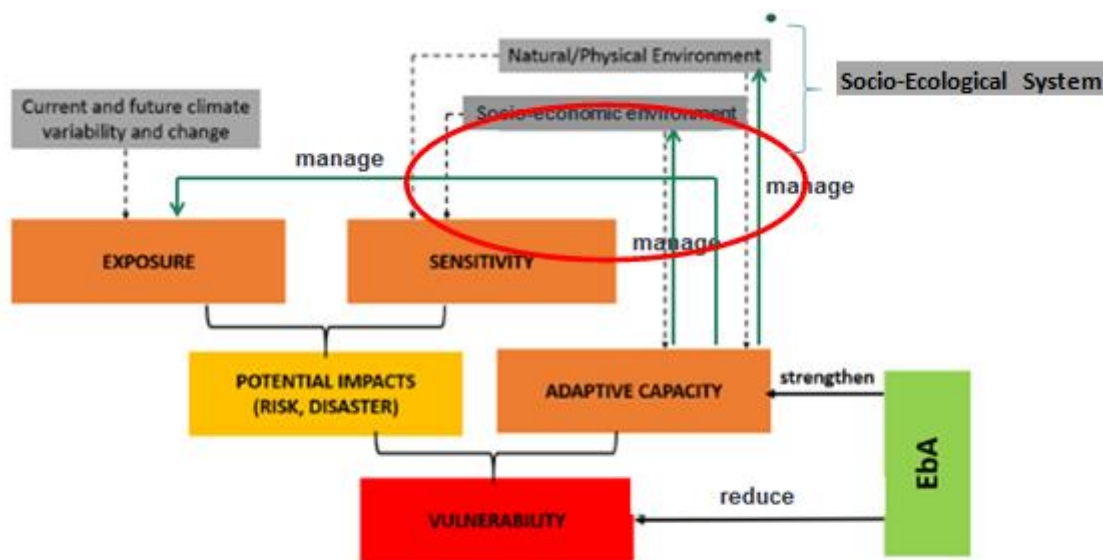 Natural/Physical Environment
Socio-Ecological System
Current and future climate
variability and change
Socio-economic environment
manage
manage
manage
EXPOSURE
SENSITIVITY
POTENTIAL IMPACTS
(RISK, DISASTER)
ADAPTIVE CAPACITY
strengthen
EbA
reduce
VULNERABILITY